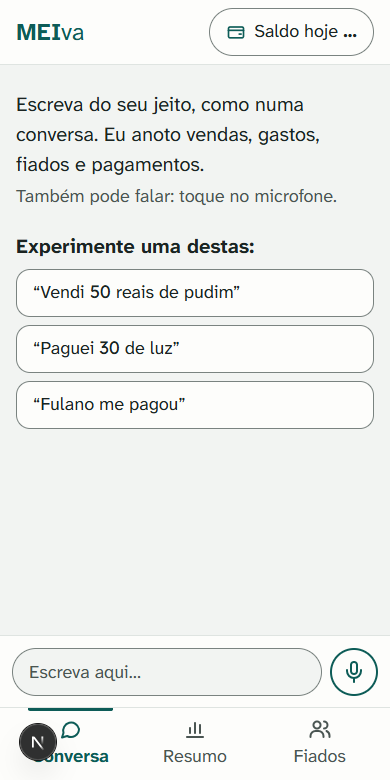 MEIva
Saldo hoje ...
Escreva do seu jeito, como numa
conversa. Eu anoto vendas, gastos,
fiados e pagamentos.
Também pode falar: toque no microfone.
Experimente uma destas:
“Vendi 50 reais de pudim”
“Paguei 30 de luz”
“Fulano me pagou”
Escreva aqui...
N
onversa
Resumo
Fiados